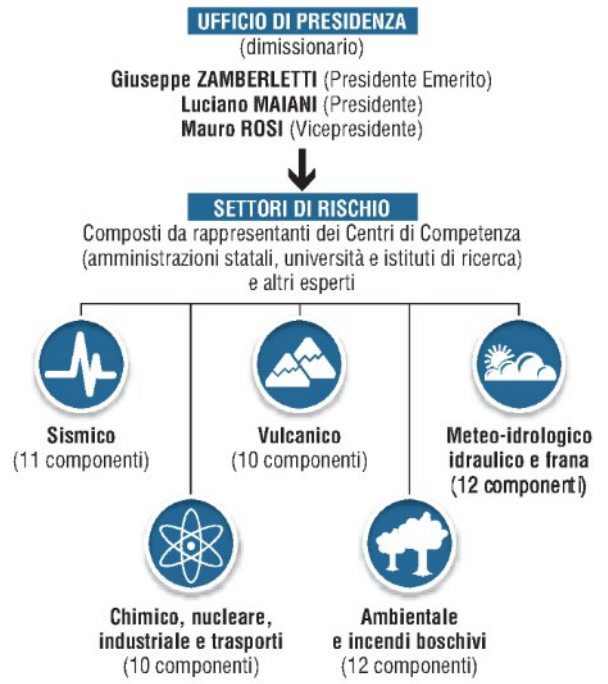 UFFICIO DI PRESIDENZA
(dimissionario)
Giuseppe ZAMBERLETTI (Presidente Emerito)
Luciano MAIANI (Presidente)
Mauro ROSI (Vicepresidente)
SETTORI DI RISCHIO
Composti da rappresentanti dei Centri di Competenza
(amministrazioni statali, università e istituti di ricerca)
e altri esperti
Sismico
(11 componenti)
Vulcanico
(10 componenti)
Meteo-idrologico
idraulico e frana
(12 componenti)
Chimico, nucleare,
industriale e trasporti
(10 componenti)
Ambientale
e incendi boschivi
(12 componenti)